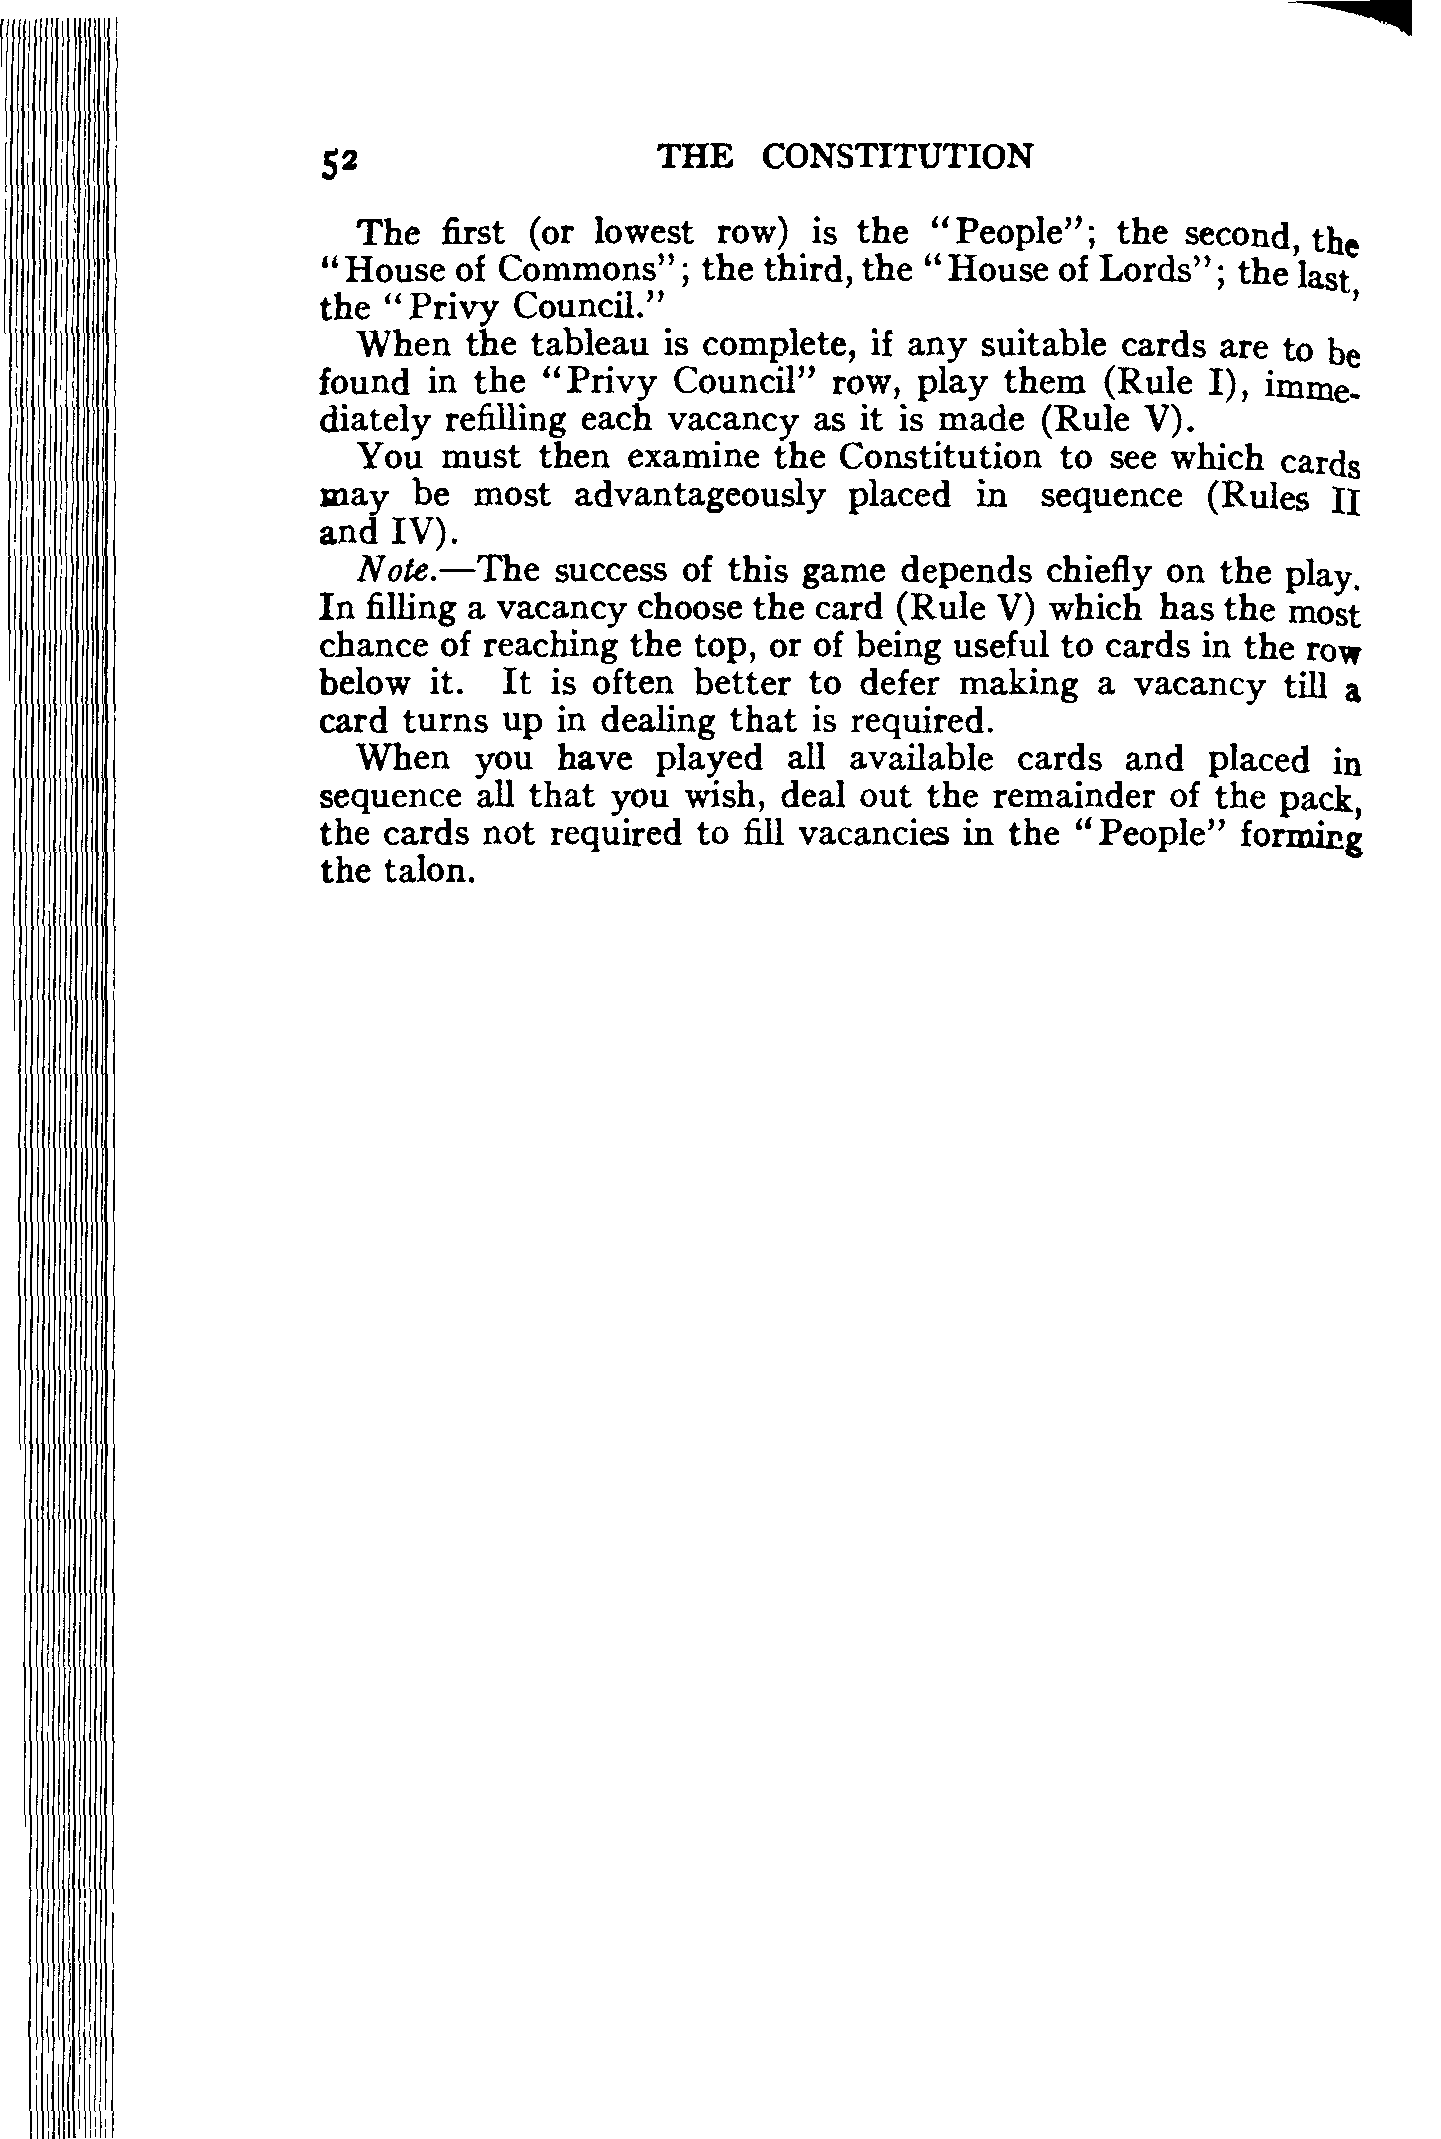 52 THE CONSTITUTION
The first (or lowest row) is the “People”; the second, the
“House of Commons”; the third, the “House of Lords”; the last,
the “Privy Council.”
When the tableau is complete, if any suitable cards are to be
found in the “Privy Council” row, play them (Rule I), imme-
diately refilling each vacancy as it is made (Rule V).
You must then examine the Constitution to see which cards
may be most advantageously placed in sequence (Rules II
and IV).
Note.—The success of this game depends chiefly on the play.
In filling a vacancy choose the card (Rule V) which has the most
chance of reaching the top, or of being useful to cards in the row
below it. It is often better to defer making a vacancy till a
card turns up in dealing that is required.
When you have played all available cards and placed in
sequence all that you wish, deal out the remainder of the pack,
the cards not required to fill vacancies in the “People” forming
the talon.